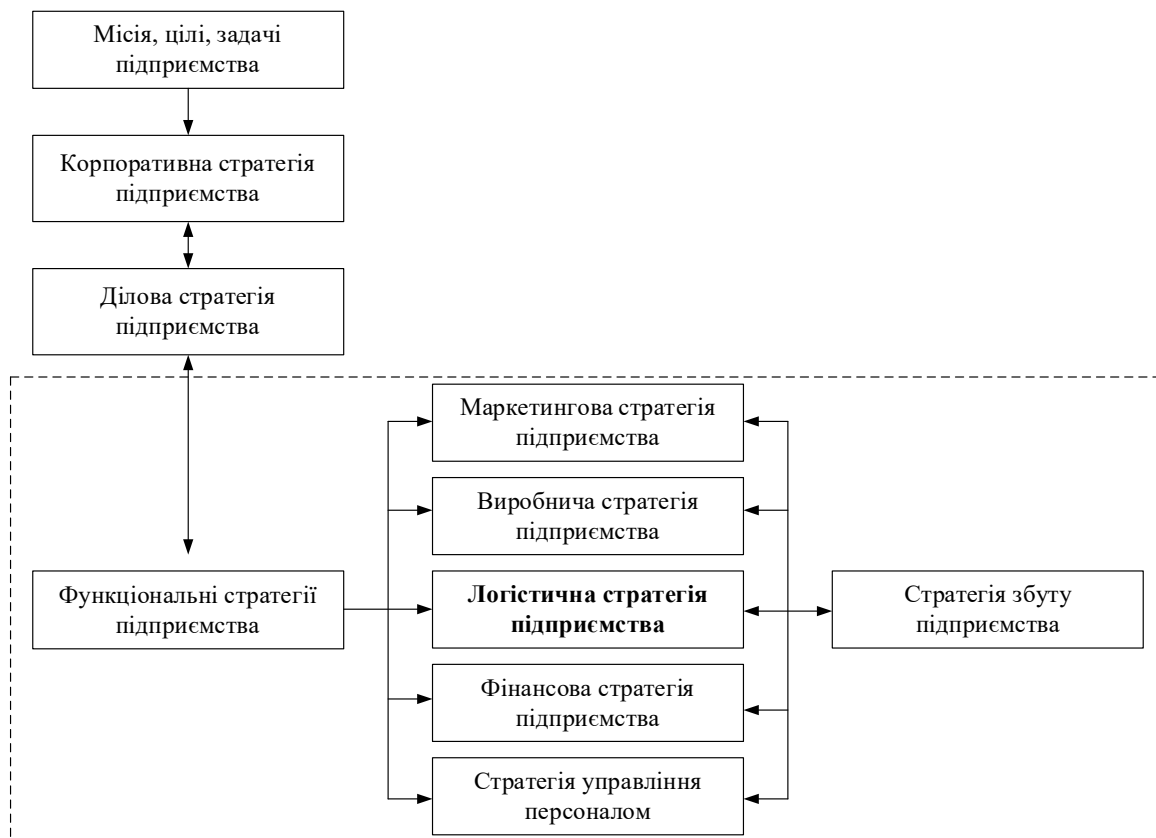 Місія, цілі, задачі
підприємства
Корпоративна стратегія
підприємства
Ділова стратегія
підприємства
Маркетингова стратегія
підприємства
Виробнича стратегія
підприємства
Функціональні стратегії
підприємства
Логістична стратегія
підприємства
Стратегія збуту
підприємства
Фінансова стратегія
підприємства
Стратегія управління
персоналом